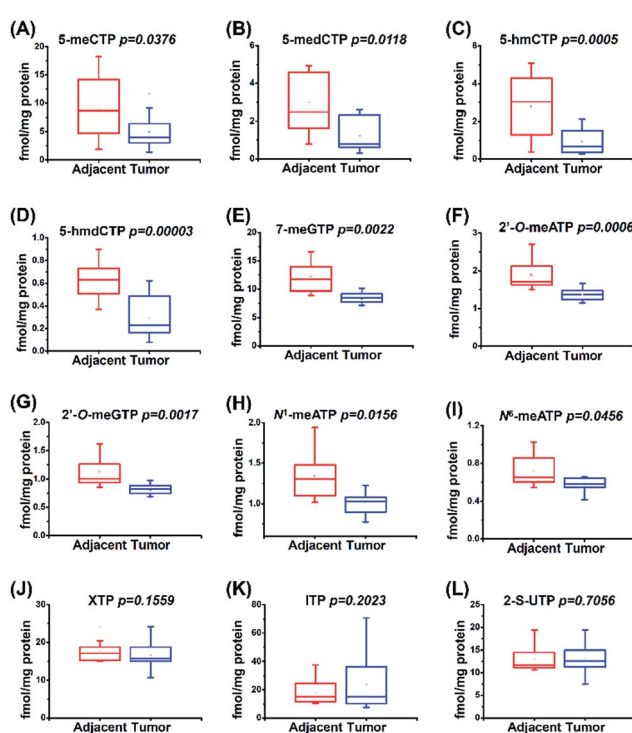 (A) 5-meCTP p=0.0376
fmol/mg protein
20
15
10
5
0
Adjacent Tumor
(B) 5-medCTP p=0.0118
fmol/mg protein
6
4
2
0
Adjacent Tumor
(C) 5-hmCTP p=0.0005
fmol/mg protein
6
4
2
0
Adjacent Tumor
(D) 5-hmdCTP p=0.00003
fmol/mg protein
1.0
0.8
0.6
0.4
0.2
0.0
Adjacent Tumor
(E) 7-meGTP p=0.0022
fmol/mg protein
20
15
10
5
0
Adjacent Tumor
(F) 2'-O-meATP p=0.0006
fmol/mg protein
3
2
1
0
Adjacent Tumor
(G) 2'-O-meGTP p=0.0017
fmol/mg protein
2.0
1.5
1.0
0.5
0.0
Adjacent Tumor
(H) N¹-meATP p=0.0156
fmol/mg protein
2.0
1.5
1.0
Adjacent Tumor
(I) N⁶-meATP p=0.0456
fmol/mg protein
1.2
0.8
0.4
0.0
Adjacent Tumor
(J) XTP p=0.1559
fmol/mg protein
30
20
10
0
Adjacent Tumor
(K) ITP p=0.2023
fmol/mg protein
80
60
40
20
0
Adjacent Tumor
(L) 2-S-UTP p=0.7056
fmol/mg protein
25
20
15
10
5
0
Adjacent Tumor